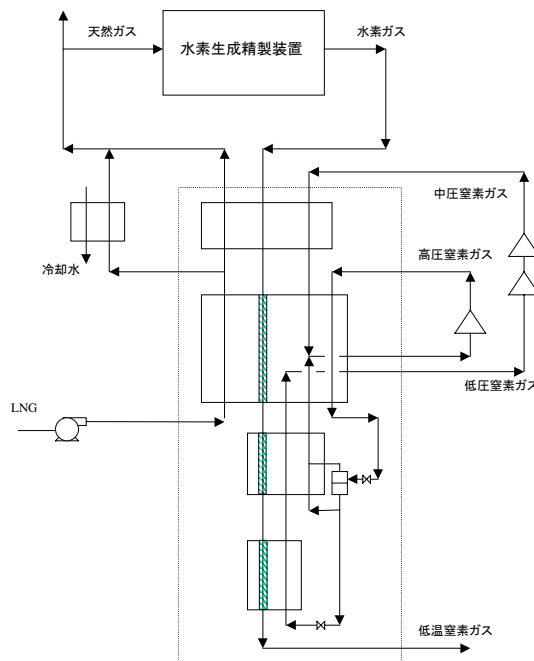 天然ガス
水素生成精製装置
水素ガス
中圧窒素ガス
高圧窒素ガス
冷却水
低圧窒素ガス
LNG
低温窒素ガス